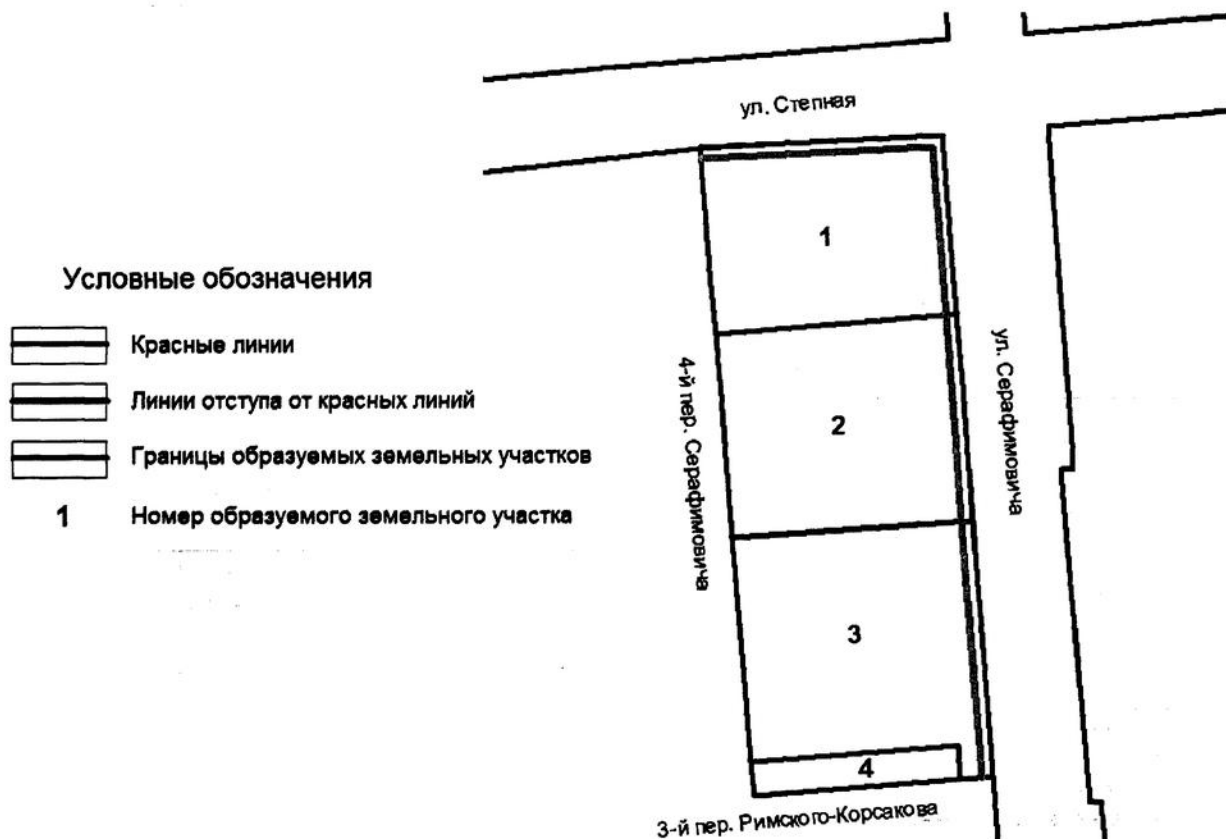 ул. Степная
1
Условные обозначения
Красные линии
Линии отступа от красных линий
Границы образуемых земельных участков
1 Номер образуемого земельного участка
4-й пер. Серафимовича
2
ул. Серафимовича
3
4
3-й пер. Римского-Корсакова